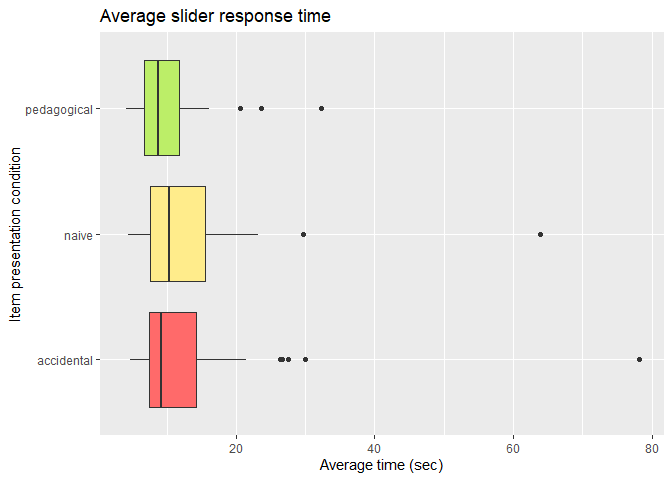 Average slider response time
Item presentation condition
pedagogical
naive
accidental
20
40
60
80
Average time (sec)